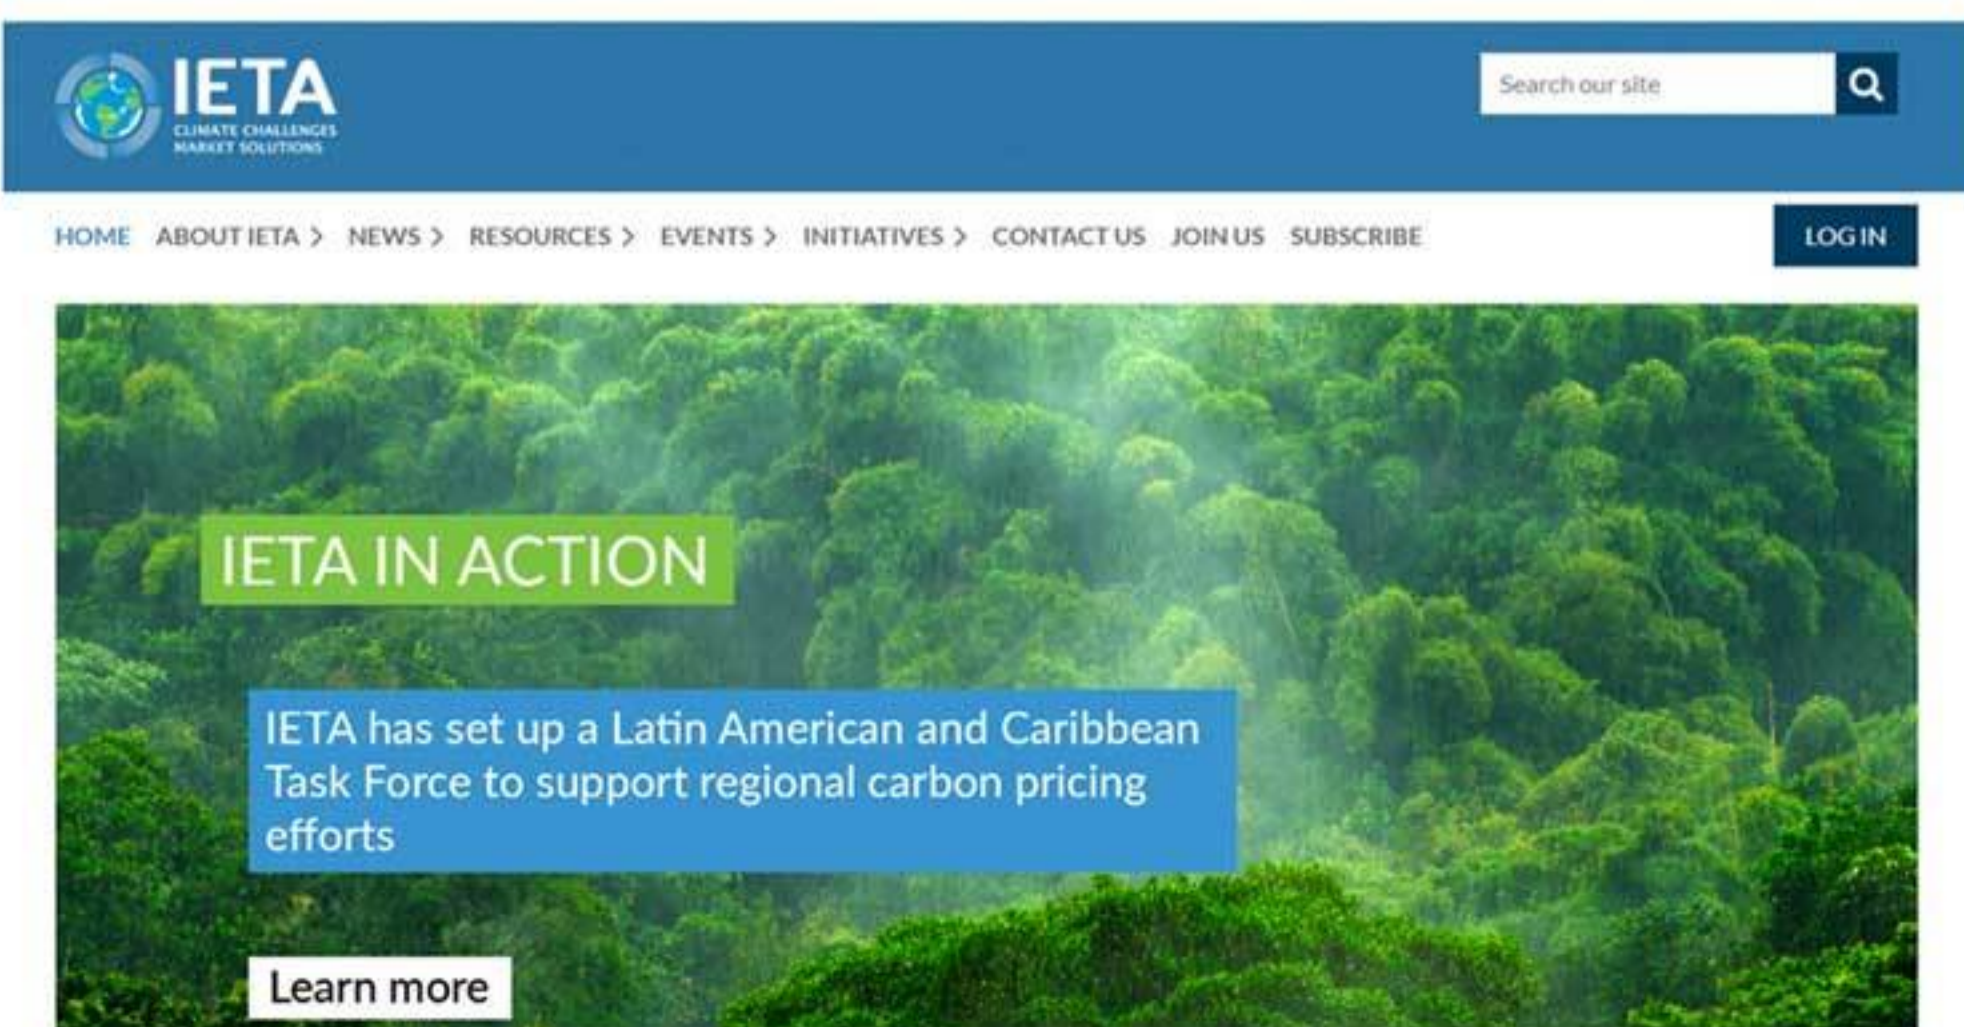 IETA
CLIMATE CHALLENGES
MARKET SOLUTIONS
Search our site
HOME ABOUT IETA > NEWS > RESOURCES > EVENTS > INITIATIVES > CONTACT US JOIN US SUBSCRIBE LOG IN
IETA IN ACTION
IETA has set up a Latin American and Caribbean
Task Force to support regional carbon pricing
efforts
Learn more